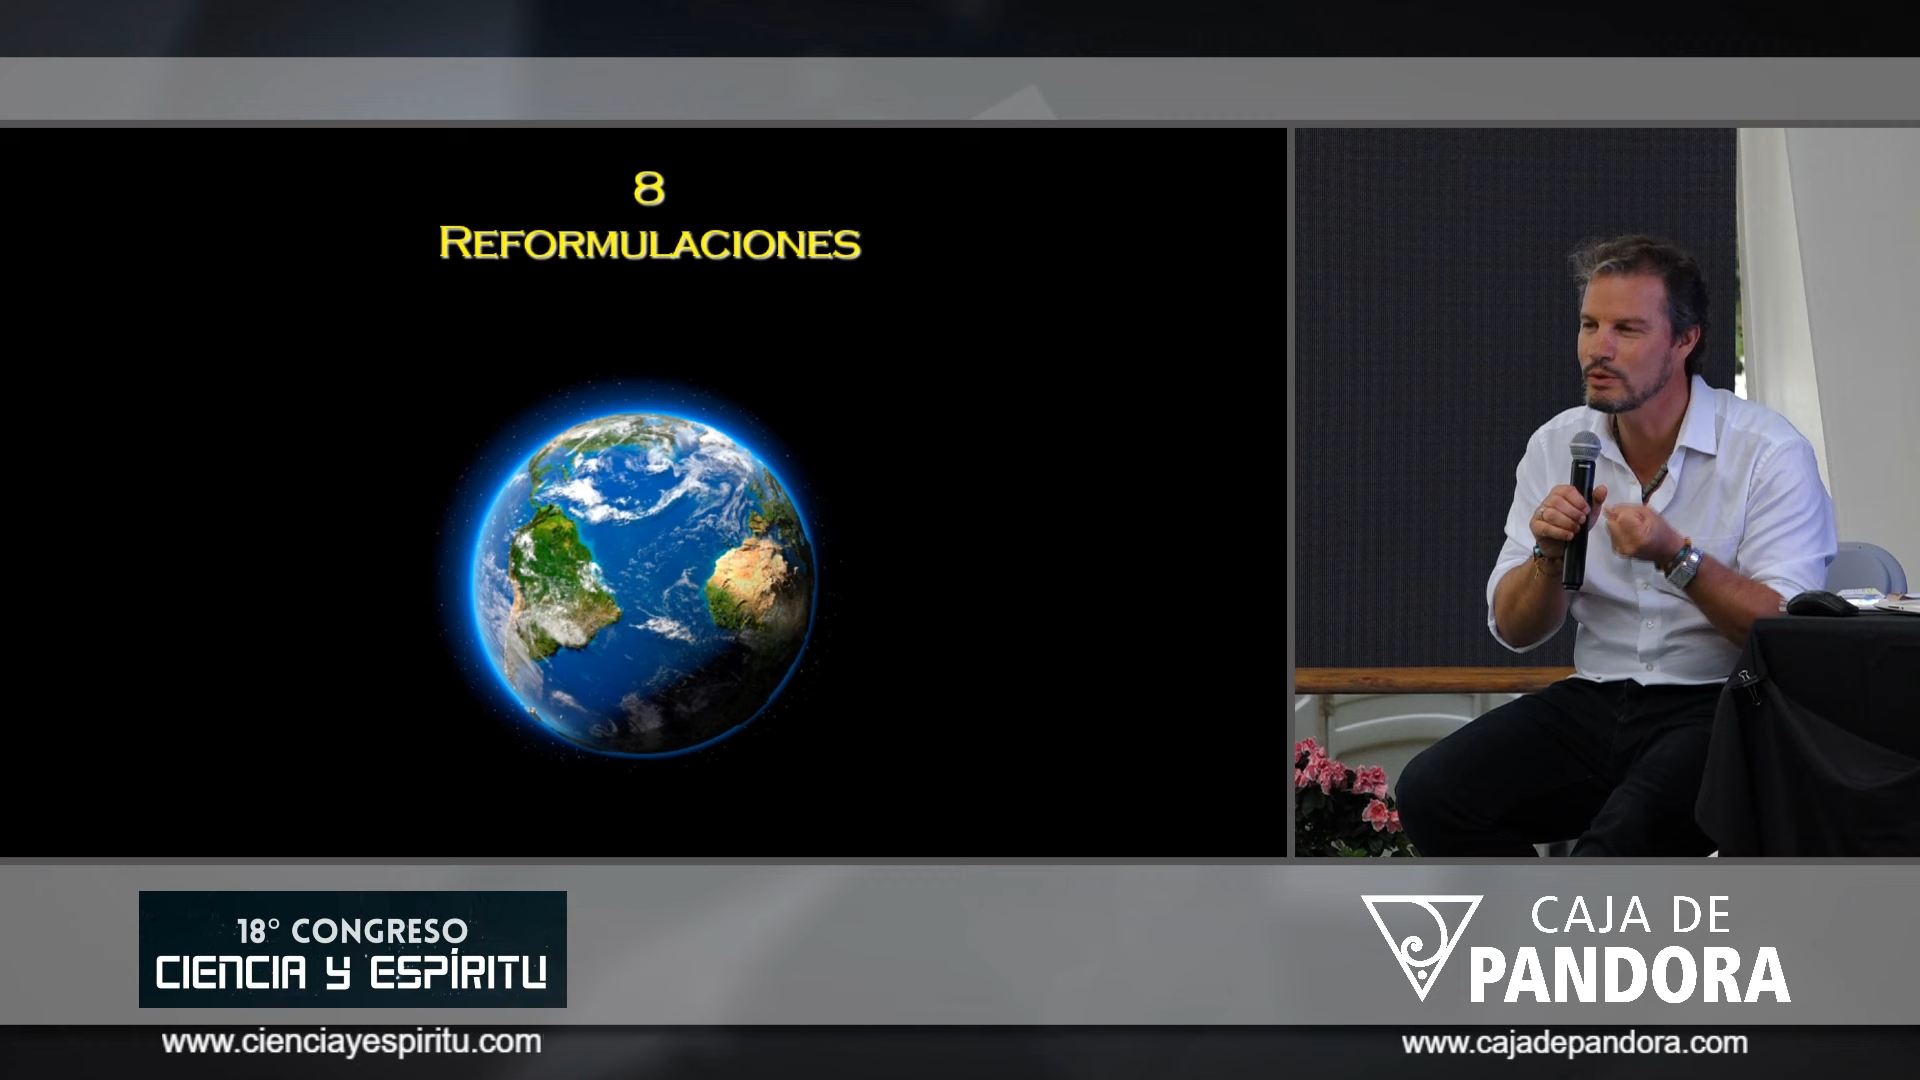 8
REFORMULACIONES
18° CONGRESO
CIENCIA Y ESPÍRITU
www.cienciayespiritu.com
CAJA DE
PANDORA
www.cajadepandora.com